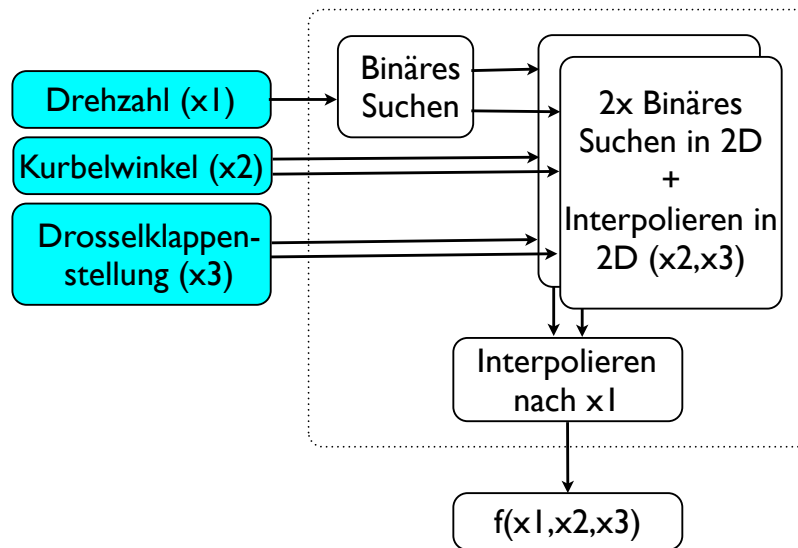 Drehzahl (x1)
Kurbelwinkel (x2)
Drosselklappen-
stellung (x3)
Binäres
Suchen
2x Binäres
Suchen in 2D
+
Interpolieren in
2D (x2,x3)
Interpolieren
nach x1
f(x1,x2,x3)